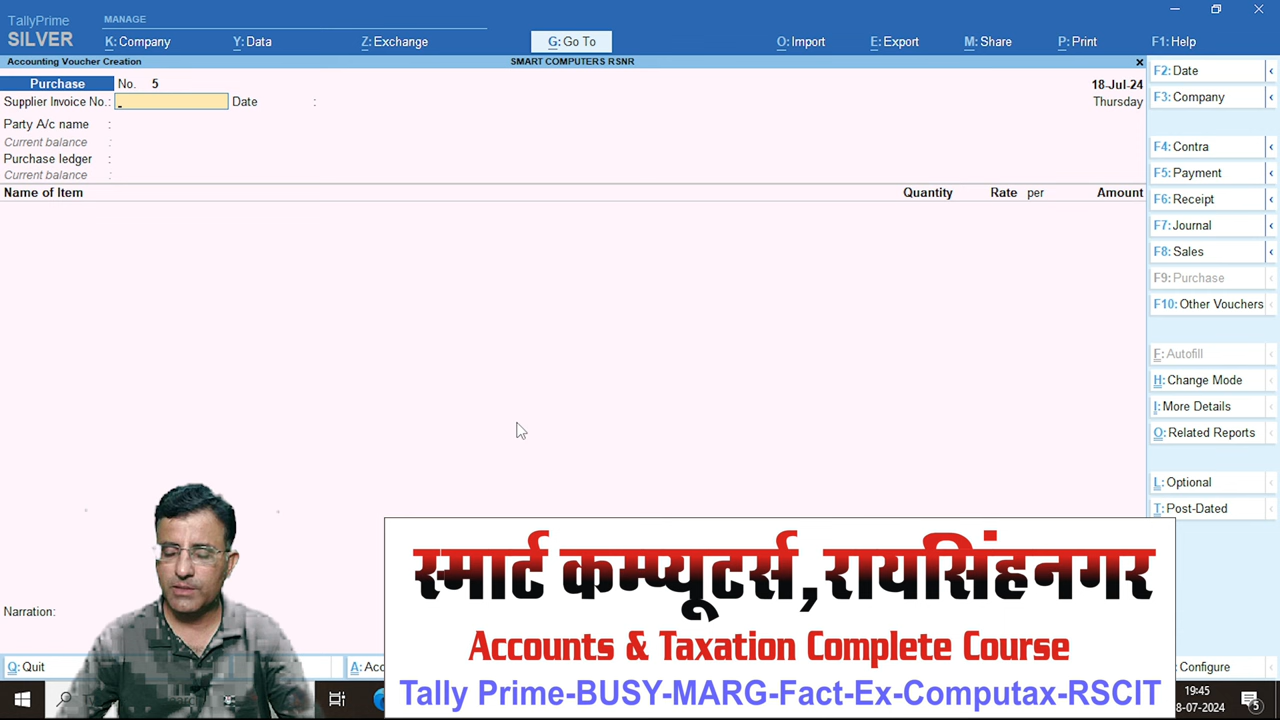 TallyPrime
MANAGE
SILVER
K: Company
Y: Data
Z: Exchange
G: Go To
O: Import
E: Export
M: Share
P: Print
F1: Help
Accounting Voucher Creation
SMART COMPUTERS RSNR
Purchase No. 5
18-Jul-24
Supplier Invoice No.: Date :
Thursday
Party A/c name :
Current balance :
Purchase ledger :
Current balance :
Name of Item Quantity Rate per Amount
F2: Date
F3: Company
F4: Contra
F5: Payment
F6: Receipt
F7: Journal
F8: Sales
F9: Purchase
F10: Other Vouchers
F: Autofill
H: Change Mode
I: More Details
O: Related Reports
L: Optional
T: Post-Dated
स्मार्ट कम्प्यूटर्स,रायसिंहनगर
Accounts & Taxation Complete Course
Tally Prime-BUSY-MARG-Fact-Ex-Computax-RSCIT
Narration:
Q: Quit
A: Acc
Configure
19:45
8-07-2024
5